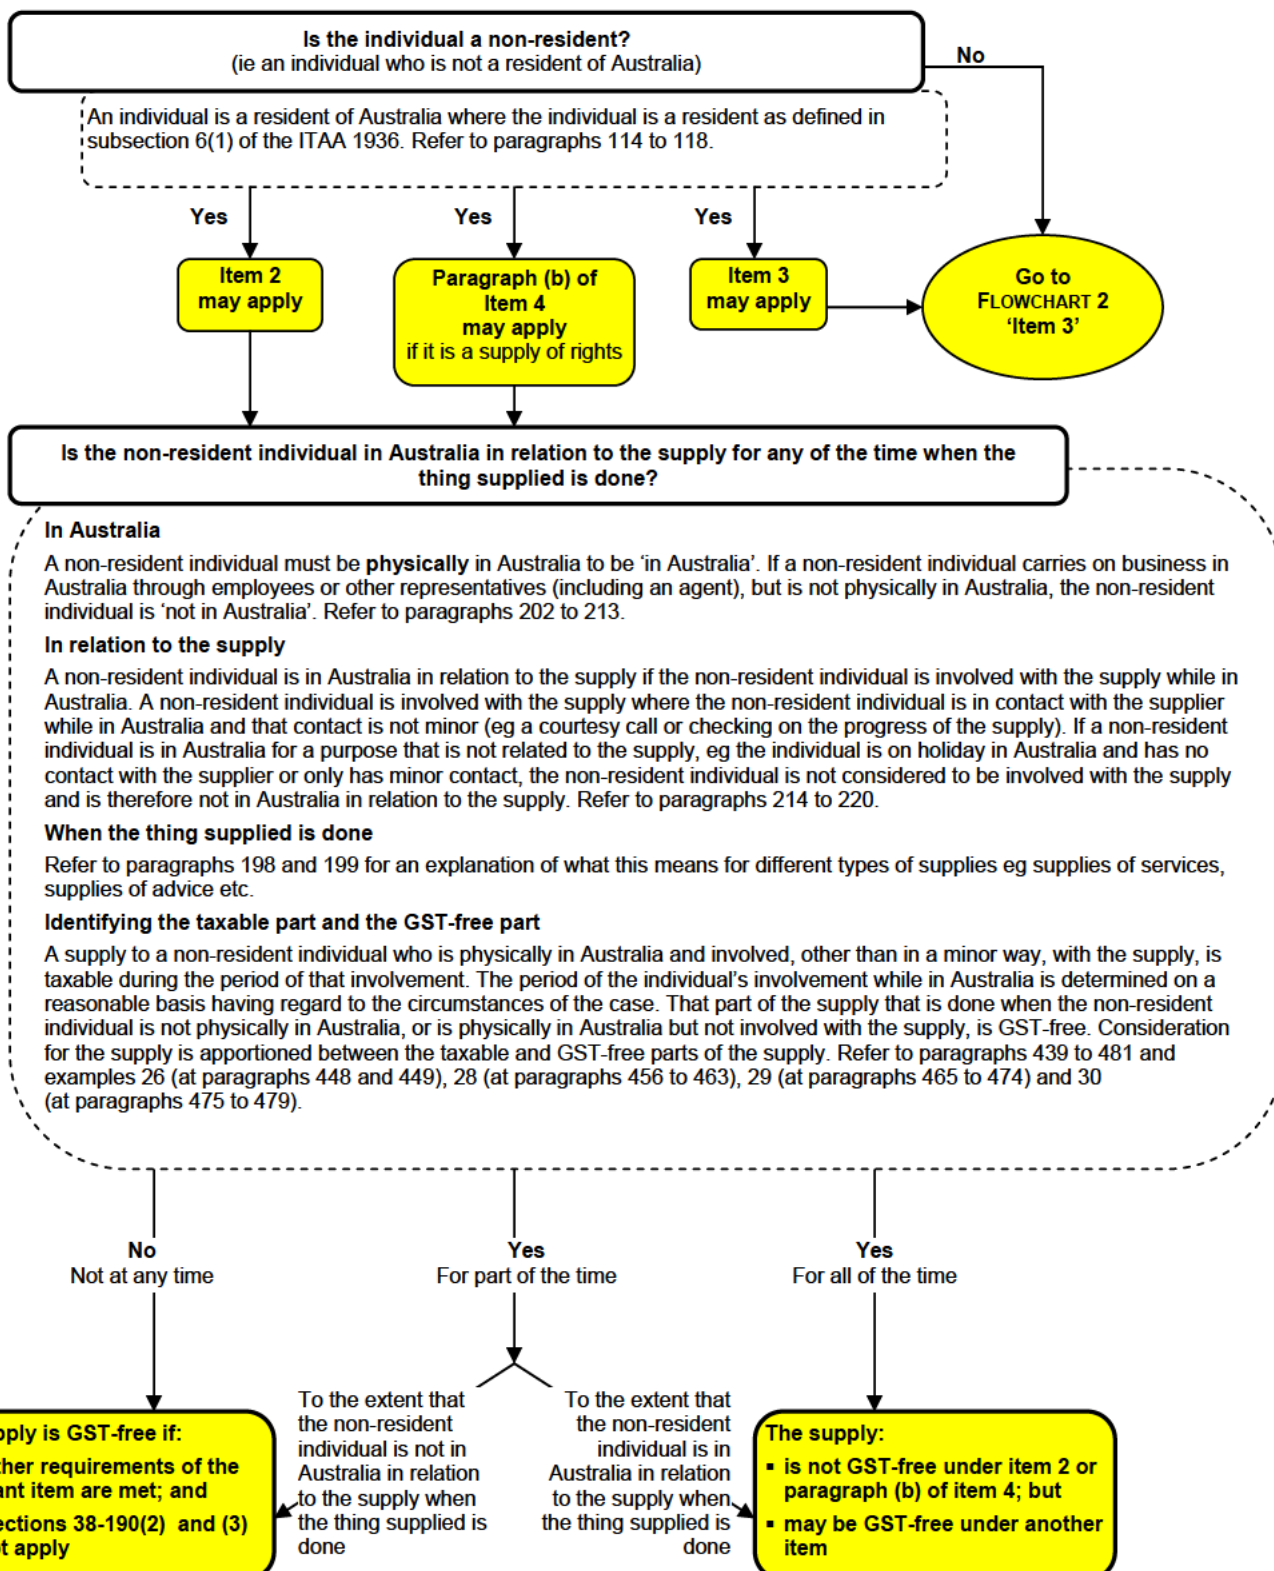 Is the individual a non-resident?
(ie an individual who is not a resident of Australia)
No
An individual is a resident of Australia where the individual is a resident as defined in
subsection 6(1) of the ITAA 1936. Refer to paragraphs 114 to 118.
Yes
Yes
Yes
Item 2
may apply
Paragraph (b) of
Item 4
may apply
if it is a supply of rights
Item 3
may apply
Go to
FLOWCHART 2
‘Item 3’
Is the non-resident individual in Australia in relation to the supply for any of the time when the
thing supplied is done?
In Australia
A non-resident individual must be physically in Australia to be ‘in Australia’. If a non-resident individual carries on business in
Australia through employees or other representatives (including an agent), but is not physically in Australia, the non-resident
individual is ‘not in Australia’. Refer to paragraphs 202 to 213.
In relation to the supply
A non-resident individual is in Australia in relation to the supply if the non-resident individual is involved with the supply while in
Australia. A non-resident individual is involved with the supply where the non-resident individual is in contact with the supplier
while in Australia and that contact is not minor (eg a courtesy call or checking on the progress of the supply). If a non-resident
individual is in Australia for a purpose that is not related to the supply, eg the individual is on holiday in Australia and has no
contact with the supplier or only has minor contact, the non-resident individual is not considered to be involved with the supply
and is therefore not in Australia in relation to the supply. Refer to paragraphs 214 to 220.
When the thing supplied is done
Refer to paragraphs 198 and 199 for an explanation of what this means for different types of supplies eg supplies of services,
supplies of advice etc.
Identifying the taxable part and the GST-free part
A supply to a non-resident individual who is physically in Australia and involved, other than in a minor way, with the supply, is
taxable during the period of that involvement. The period of the individual’s involvement while in Australia is determined on a
reasonable basis having regard to the circumstances of the case. That part of the supply that is done when the non-resident
individual is not physically in Australia, or is physically in Australia but not involved with the supply, is GST-free. Consideration
for the supply is apportioned between the taxable and GST-free parts of the supply. Refer to paragraphs 439 to 481 and
examples 26 (at paragraphs 448 and 449), 28 (at paragraphs 456 to 463), 29 (at paragraphs 465 to 474) and 30
(at paragraphs 475 to 479).
No
Not at any time
Yes
For part of the time
Yes
For all of the time
is GST-free if:
requirements of the
item are met; and
38-190(2) and (3)
apply
To the extent that
the non-resident
individual is not in
Australia in relation
to the supply when
the thing supplied is
done
To the extent that
the non-resident
individual is in
Australia in relation
to the supply when
the thing supplied is
done
The supply:
▪ is not GST-free under item 2 or
paragraph (b) of item 4; but
▪ may be GST-free under another
item